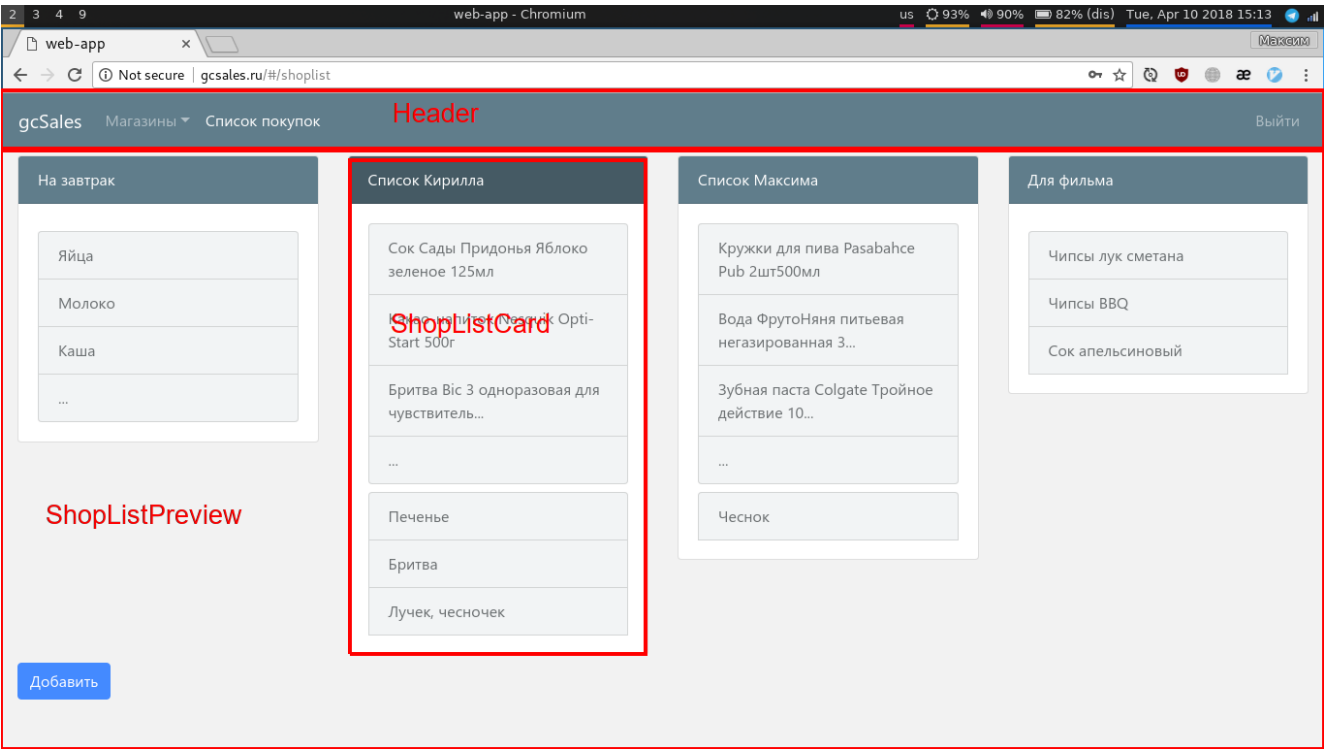 2 3 4 9 web-app - Chromium us 93% 90% 82% (dis) Tue, Apr 10 2018 15:13
web-app × Максим
Not secure gcsales.ru/#/shoplist æ
gcSales Магазины Список покупок Header Выйти
На завтрак
Яйца
Молоко
Каша
...
Список Кирилла
Сок Сады Придонья Яблоко
зеленое 125мл
Какао-напиток Nesquik Opti-
Start 500г
ShopListCard
Бритва Bic 3 одноразовая для
чувствитель...
...
Печенье
Бритва
Лучек, чесночек
Список Максима
Кружки для пива Pasabahce
Pub 2шт500мл
Вода ФрутоНяня питьевая
негазированная 3...
Зубная паста Colgate Тройное
действие 10...
...
Чеснок
Для фильма
Чипсы лук сметана
Чипсы BBQ
Сок апельсиновый
ShopListPreview
Добавить